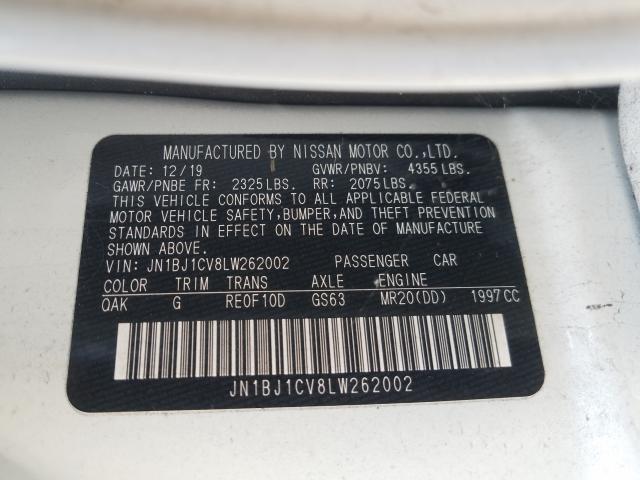 MANUFACTURED BY NISSAN MOTOR CO.,LTD.
DATE: 12/19 GVWR/PNBV: 4355 LBS.
GAWR/PNBE FR: 2325 LBS. RR: 2075 LBS.
THIS VEHICLE CONFORMS TO ALL APPLICABLE FEDERAL
MOTOR VEHICLE SAFETY, BUMPER, AND THEFT PREVENTION
STANDARDS IN EFFECT ON THE DATE OF MANUFACTURE
SHOWN ABOVE.
VIN: JN1BJ1CV8LW262002 PASSENGER CAR
COLOR TRIM TRANS AXLE ENGINE
QAK G RE0F10D GS63 MR20(DD) 1997CC
JN1BJ1CV8LW262002